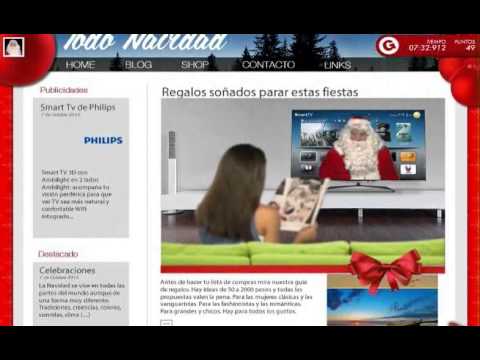 Todo Navidad
TIEMPO PUNTOS
07:32:912 49
HOME BLOG SHOP CONTACTO LINKS
Publicidades
Smart Tv de Philips
7 de octubre 2013
PHILIPS
Smart TV 3D con
Ambilight en 2 lados
Ambilight: acompaña tu
visión periférica para que
ver TV sea más natural y
confortable Wifi
integrado...
Destacado
Celebraciones
7 de octubre 2013
La Navidad se vive en todas las
partes del mundo aunque de
una forma muy diferente.
Tradiciones, creencias, colores,
comidas, clima (...)
Regalos soñados parar estas fiestas
SmartTV
Antes de hacer tu lista de compras mira nuestra guía
de regalos. Hay ideas de 50 a 2000 pesos y todas las
propuestas valen la pena. Para las mujeres clásicas y las
vanguardistas. Para las fashionistas y las románticas.
Para grandes y chicos. Hay para todos los gustos.